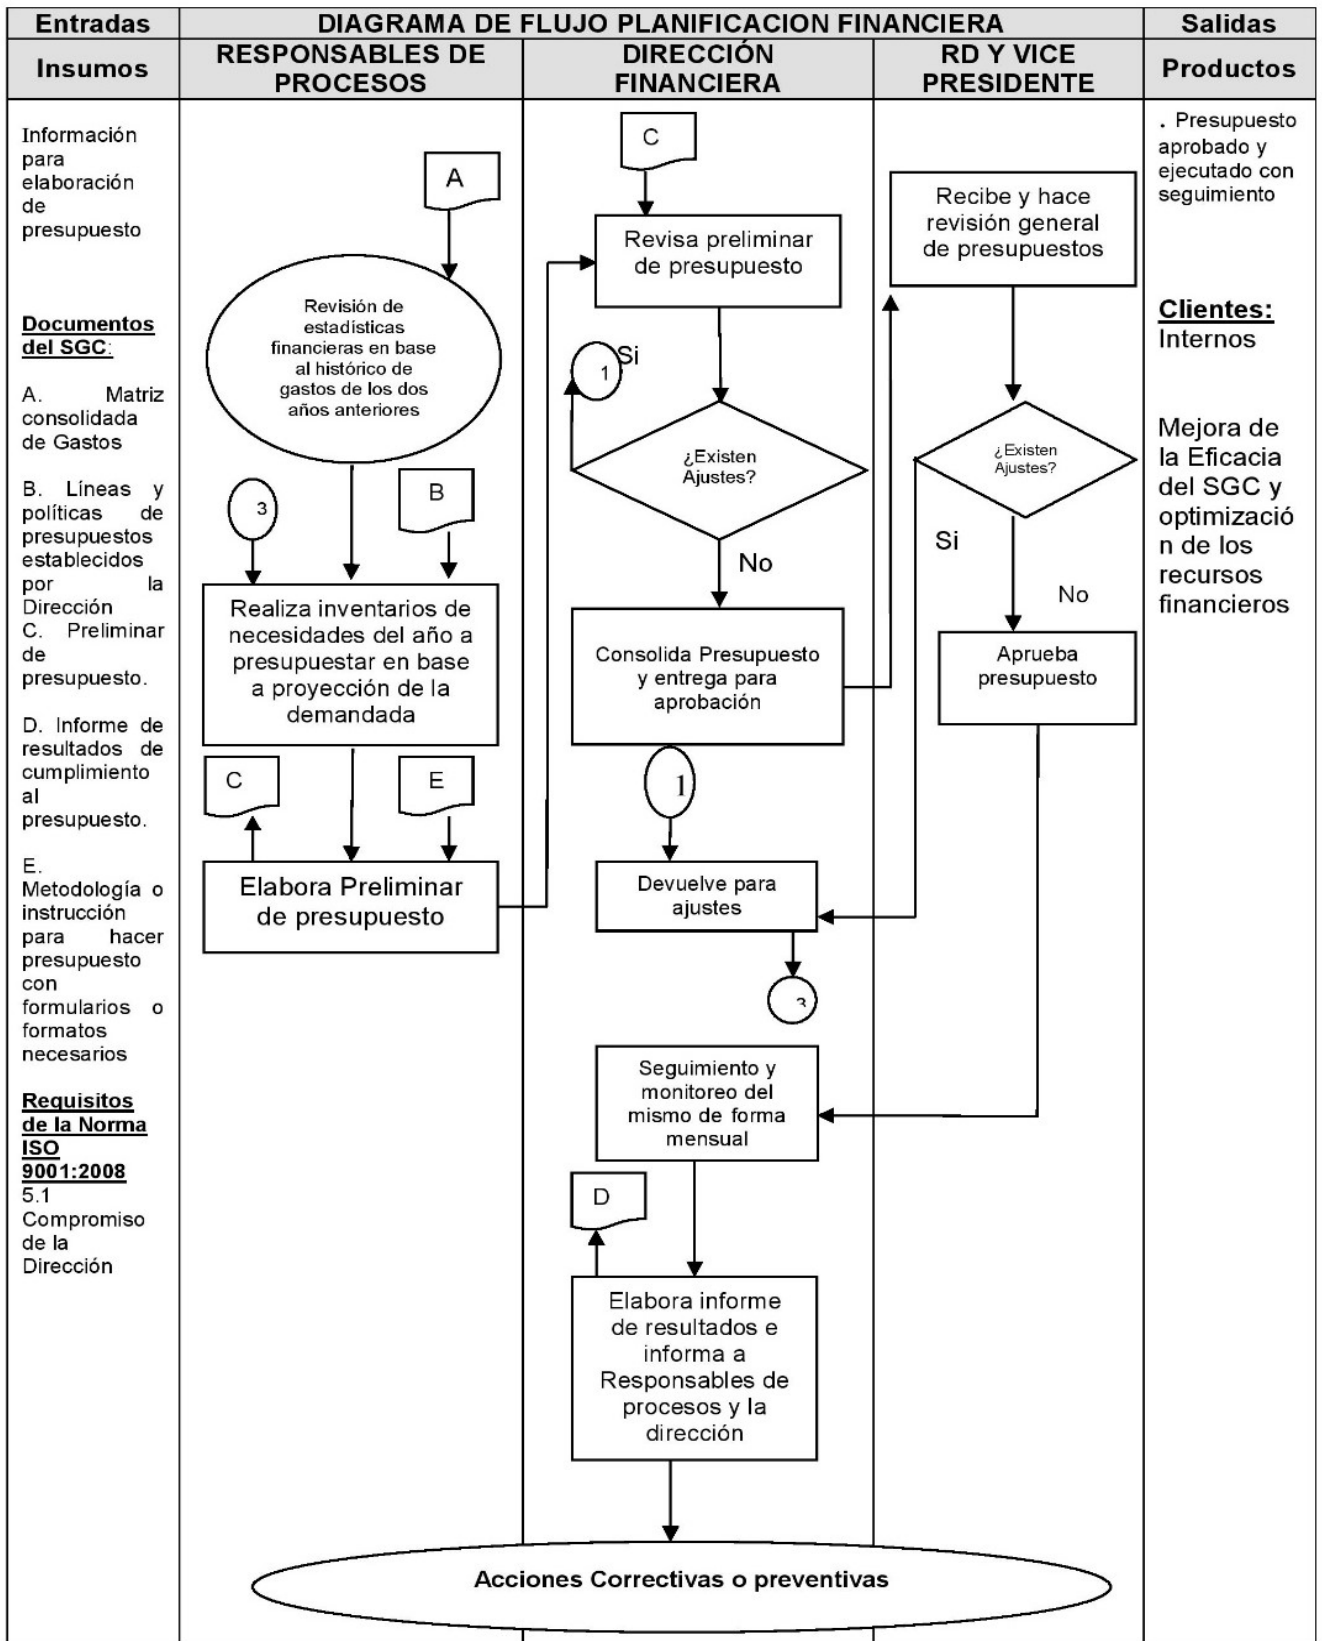 Entradas
DIAGRAMA DE FLUJO PLANIFICACION FINANCIERA
Salidas
Insumos
RESPONSABLES DE
PROCESOS
DIRECCIÓN
FINANCIERA
RD Y VICE
PRESIDENTE
Productos
Información
para
elaboración
de
presupuesto
Documentos
del SGC:
A. Matriz
consolidada
de Gastos
B. Líneas y
políticas de
presupuestos
establecidos
por la
Dirección
C. Preliminar
de
presupuesto.
D. Informe de
resultados de
cumplimiento
al
presupuesto.
E.
Metodología o
instrucción
para hacer
presupuesto
con
formularios o
formatos
necesarios
Requisitos
de la Norma
ISO
9001:2008
5.1
Compromiso
de la
Dirección
A
Revisión de
estadísticas
financieras en base
al histórico de
gastos de los dos
años anteriores
3
B
Realiza inventarios de
necesidades del año a
presupuestar en base
a proyección de la
demandada
C
E
Elabora Preliminar
de presupuesto
C
Revisa preliminar
de presupuesto
Si
1
¿Existen
Ajustes?
No
Consolida Presupuesto
y entrega para
aprobación
1
Devuelve para
ajustes
3
Seguimiento y
monitoreo del
mismo de forma
mensual
D
Elabora informe
de resultados e
informa a
Responsables de
procesos y la
dirección
Acciones Correctivas o preventivas
Recibe y hace
revisión general
de presupuestos
¿Existen
Ajustes?
Si
No
Aprueba
presupuesto
. Presupuesto
aprobado y
ejecutado con
seguimiento
Clientes:
Internos
Mejora de
la Eficacia
del SGC y
optimizació
n de los
recursos
financieros